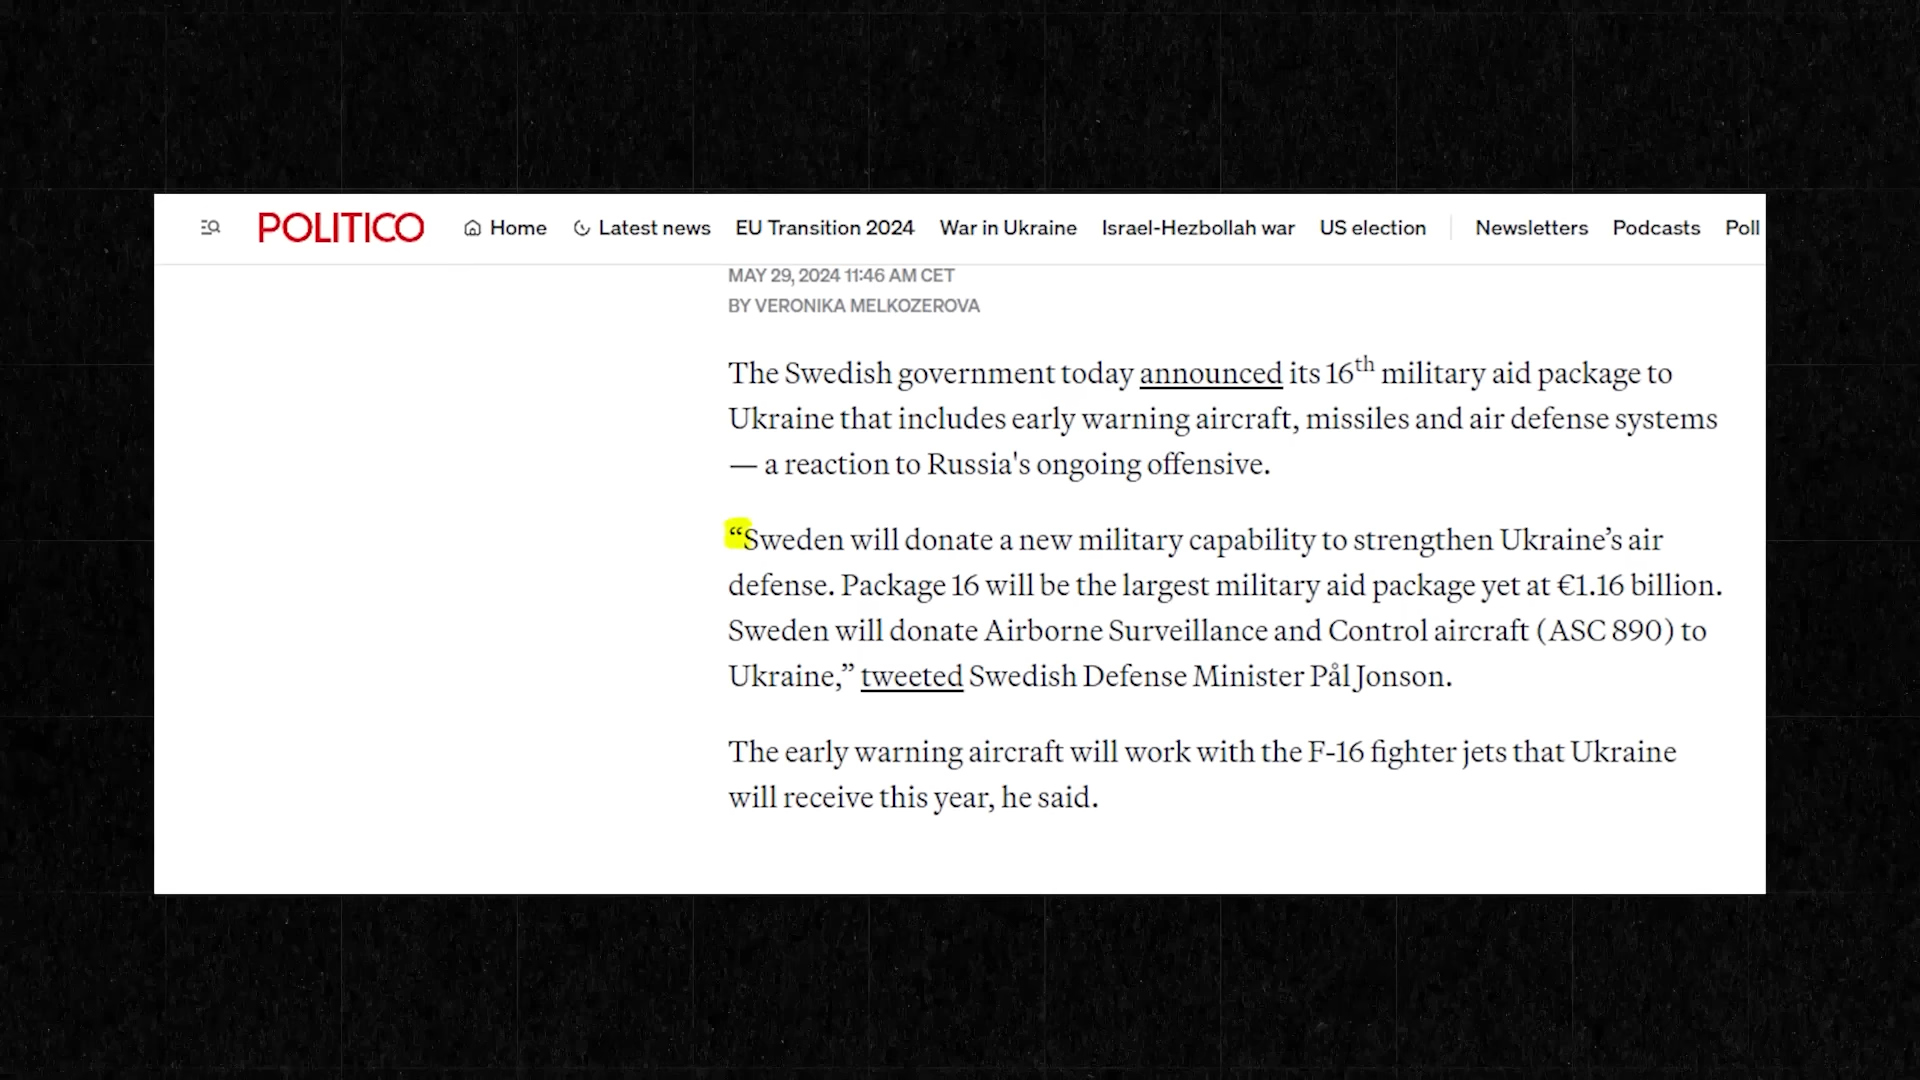 POLITICO Home Latest news EU Transition 2024 War in Ukraine Israel-Hezbollah war US election Newsletters Podcasts Poll
MAY 29, 2024 11:46 AM CET
BY VERONIKA MELKOZEROVA
The Swedish government today announced its 16th military aid package to
Ukraine that includes early warning aircraft, missiles and air defense systems
— a reaction to Russia's ongoing offensive.
“Sweden will donate a new military capability to strengthen Ukraine’s air
defense. Package 16 will be the largest military aid package yet at €1.16 billion.
Sweden will donate Airborne Surveillance and Control aircraft (ASC 890) to
Ukraine,” tweeted Swedish Defense Minister Pål Jonson.
The early warning aircraft will work with the F-16 fighter jets that Ukraine
will receive this year, he said.